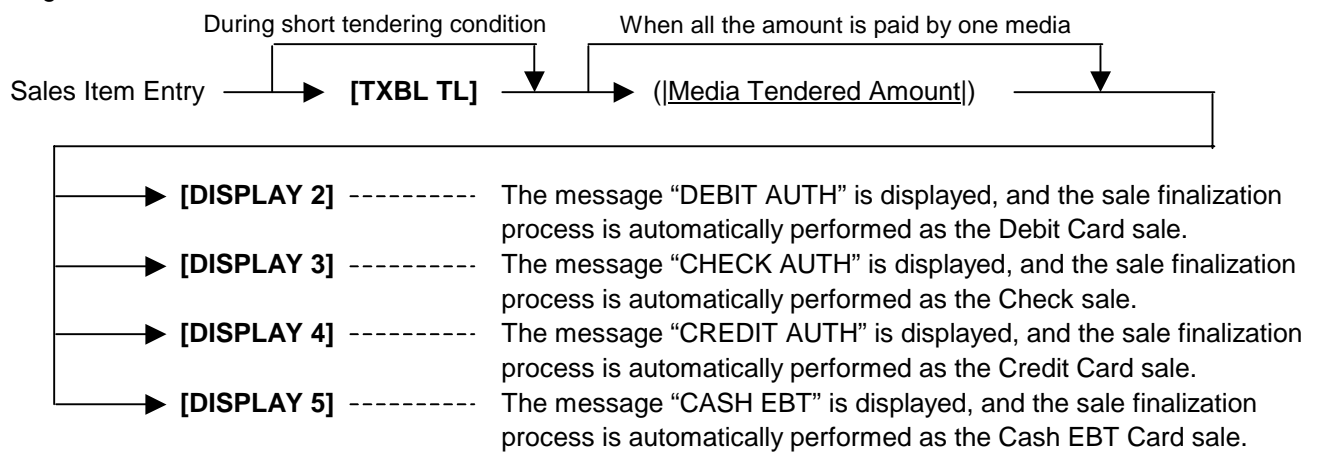 During short tendering condition When all the amount is paid by one media
Sales Item Entry [TXBL TL] (|Media Tendered Amount|)
[DISPLAY 2] ---------- The message “DEBIT AUTH” is displayed, and the sale finalization
process is automatically performed as the Debit Card sale.
[DISPLAY 3] ---------- The message “CHECK AUTH” is displayed, and the sale finalization
process is automatically performed as the Check sale.
[DISPLAY 4] ---------- The message “CREDIT AUTH” is displayed, and the sale finalization
process is automatically performed as the Credit Card sale.
[DISPLAY 5] ---------- The message “CASH EBT” is displayed, and the sale finalization
process is automatically performed as the Cash EBT Card sale.